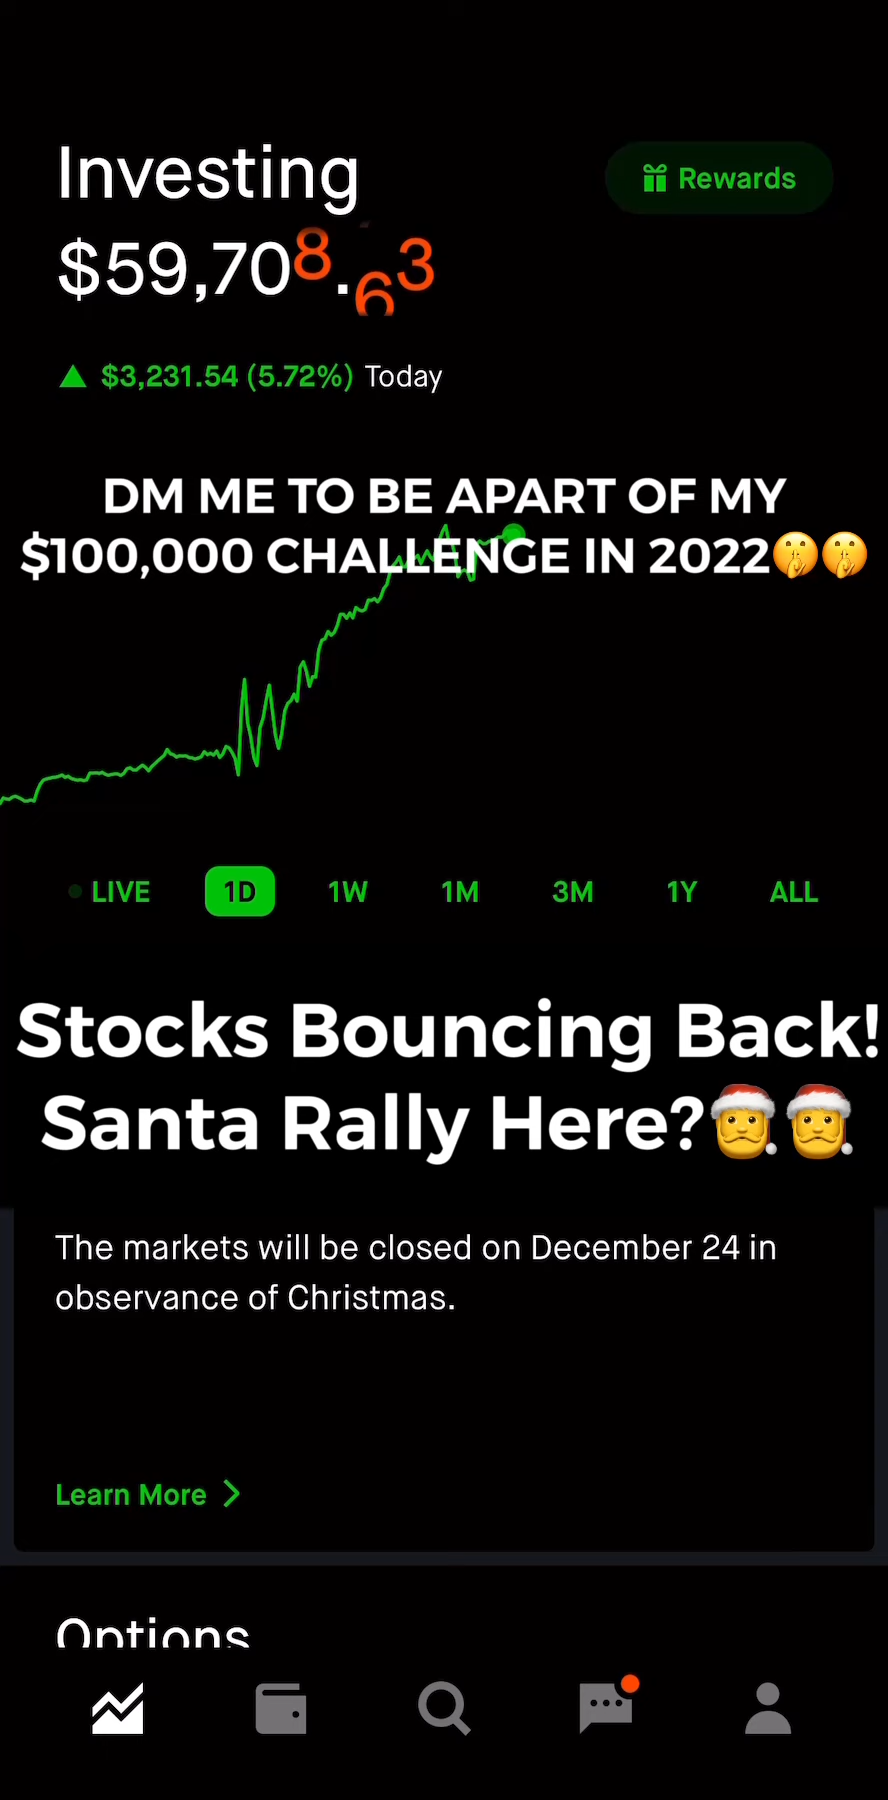 Investing
Rewards
$59,708.63
$3,231.54 (5.72%) Today
DM ME TO BE APART OF MY
$100,000 CHALLENGE IN 2022🤫🤫
LIVE 1D 1W 1M 3M 1Y ALL
Stocks Bouncing Back!
Santa Rally Here?🎅🎅
The markets will be closed on December 24 in
observance of Christmas.
Learn More
Options